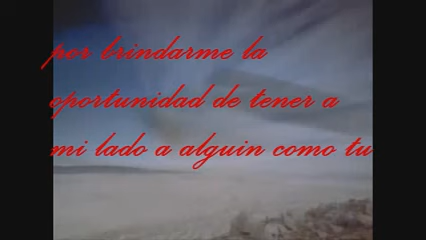 por brindarme la
oportunidad de tener a
mi lado a alguin como tu